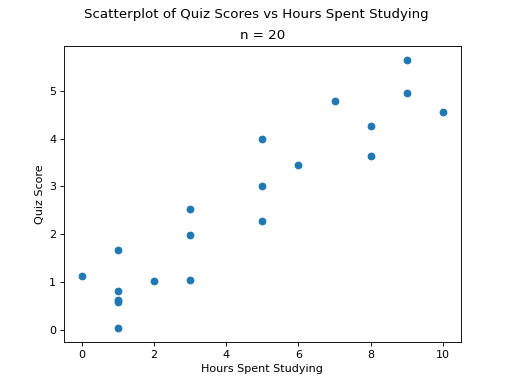 Scatterplot of Quiz Scores vs Hours Spent Studying
n = 20
5
4
3
2
1
0
Quiz Score
0 2 4 6 8 10
Hours Spent Studying